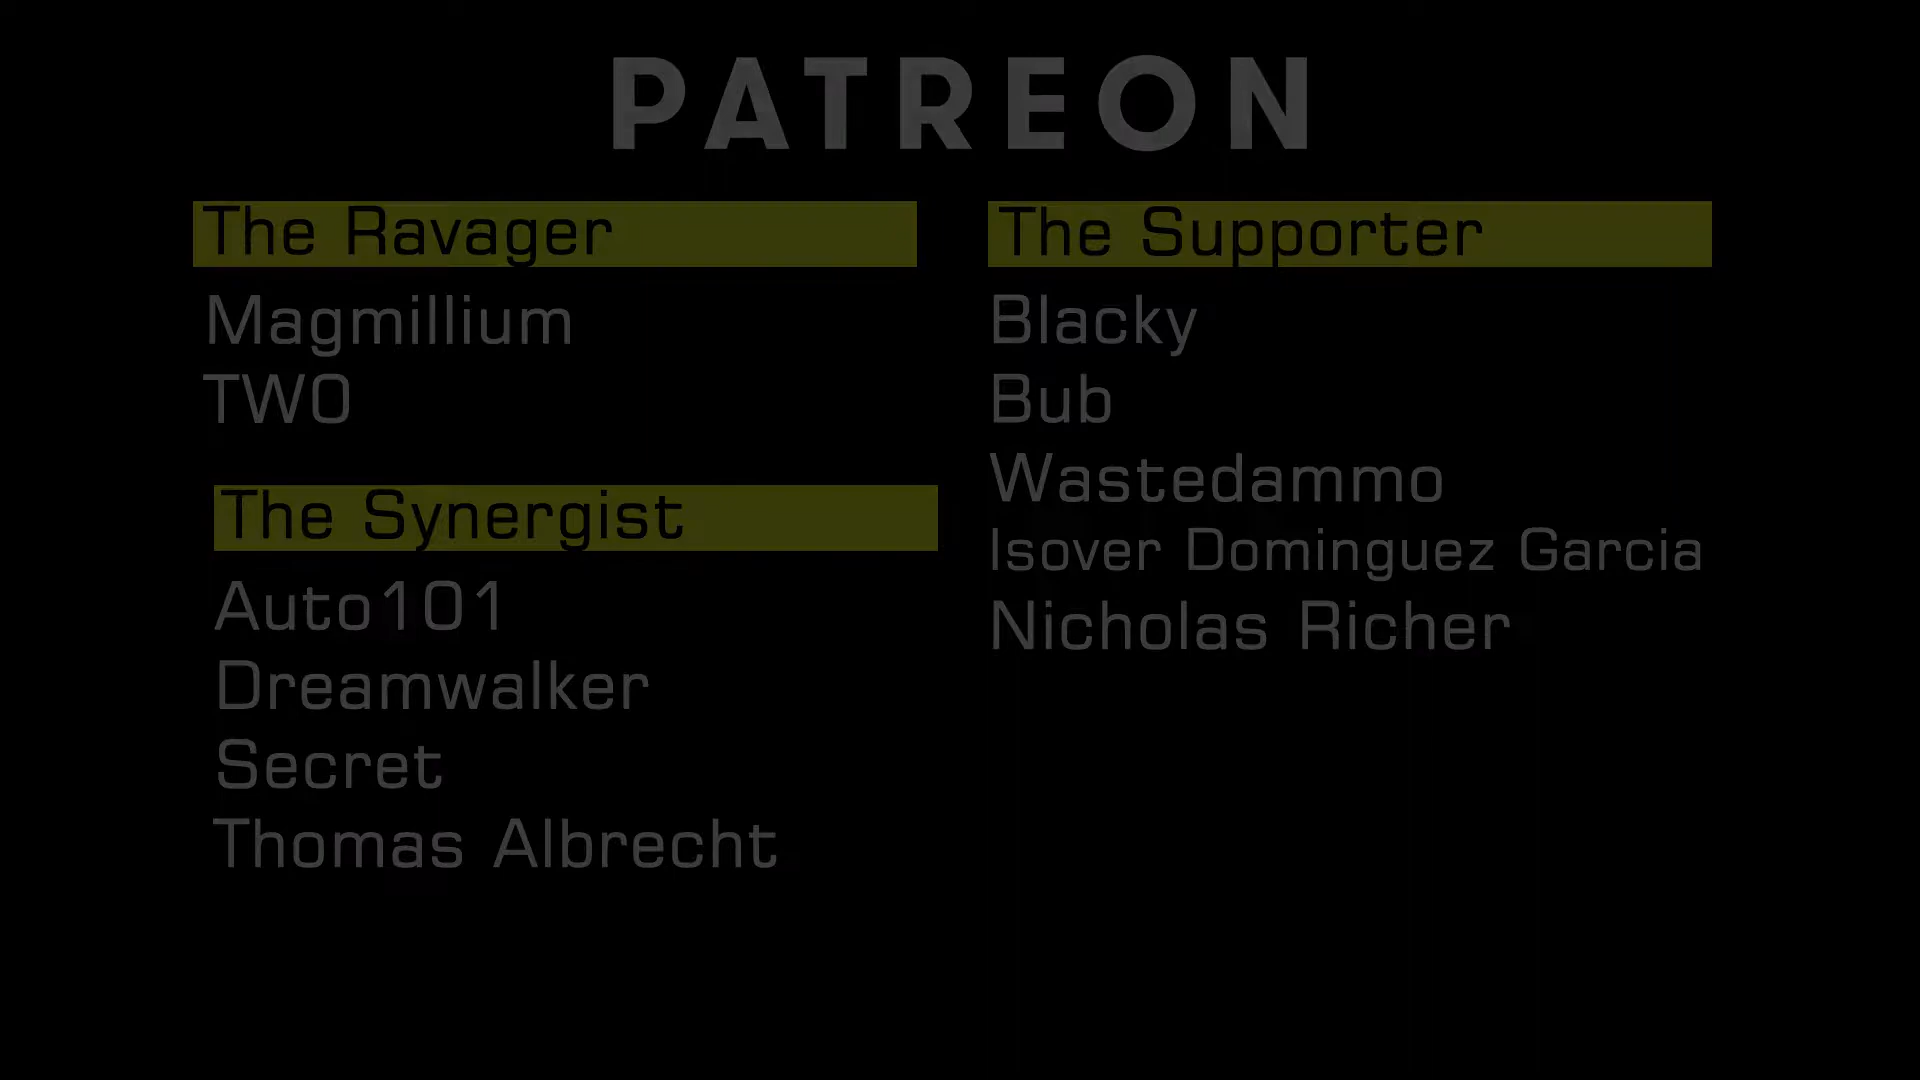 PATREON
The Ravager
Magmillium
TWO
The Synergist
Auto101
Dreamwalker
Secret
Thomas Albrecht
The Supporter
Blacky
Bub
Wastedammo
Isover Dominguez Garcia
Nicholas Richer